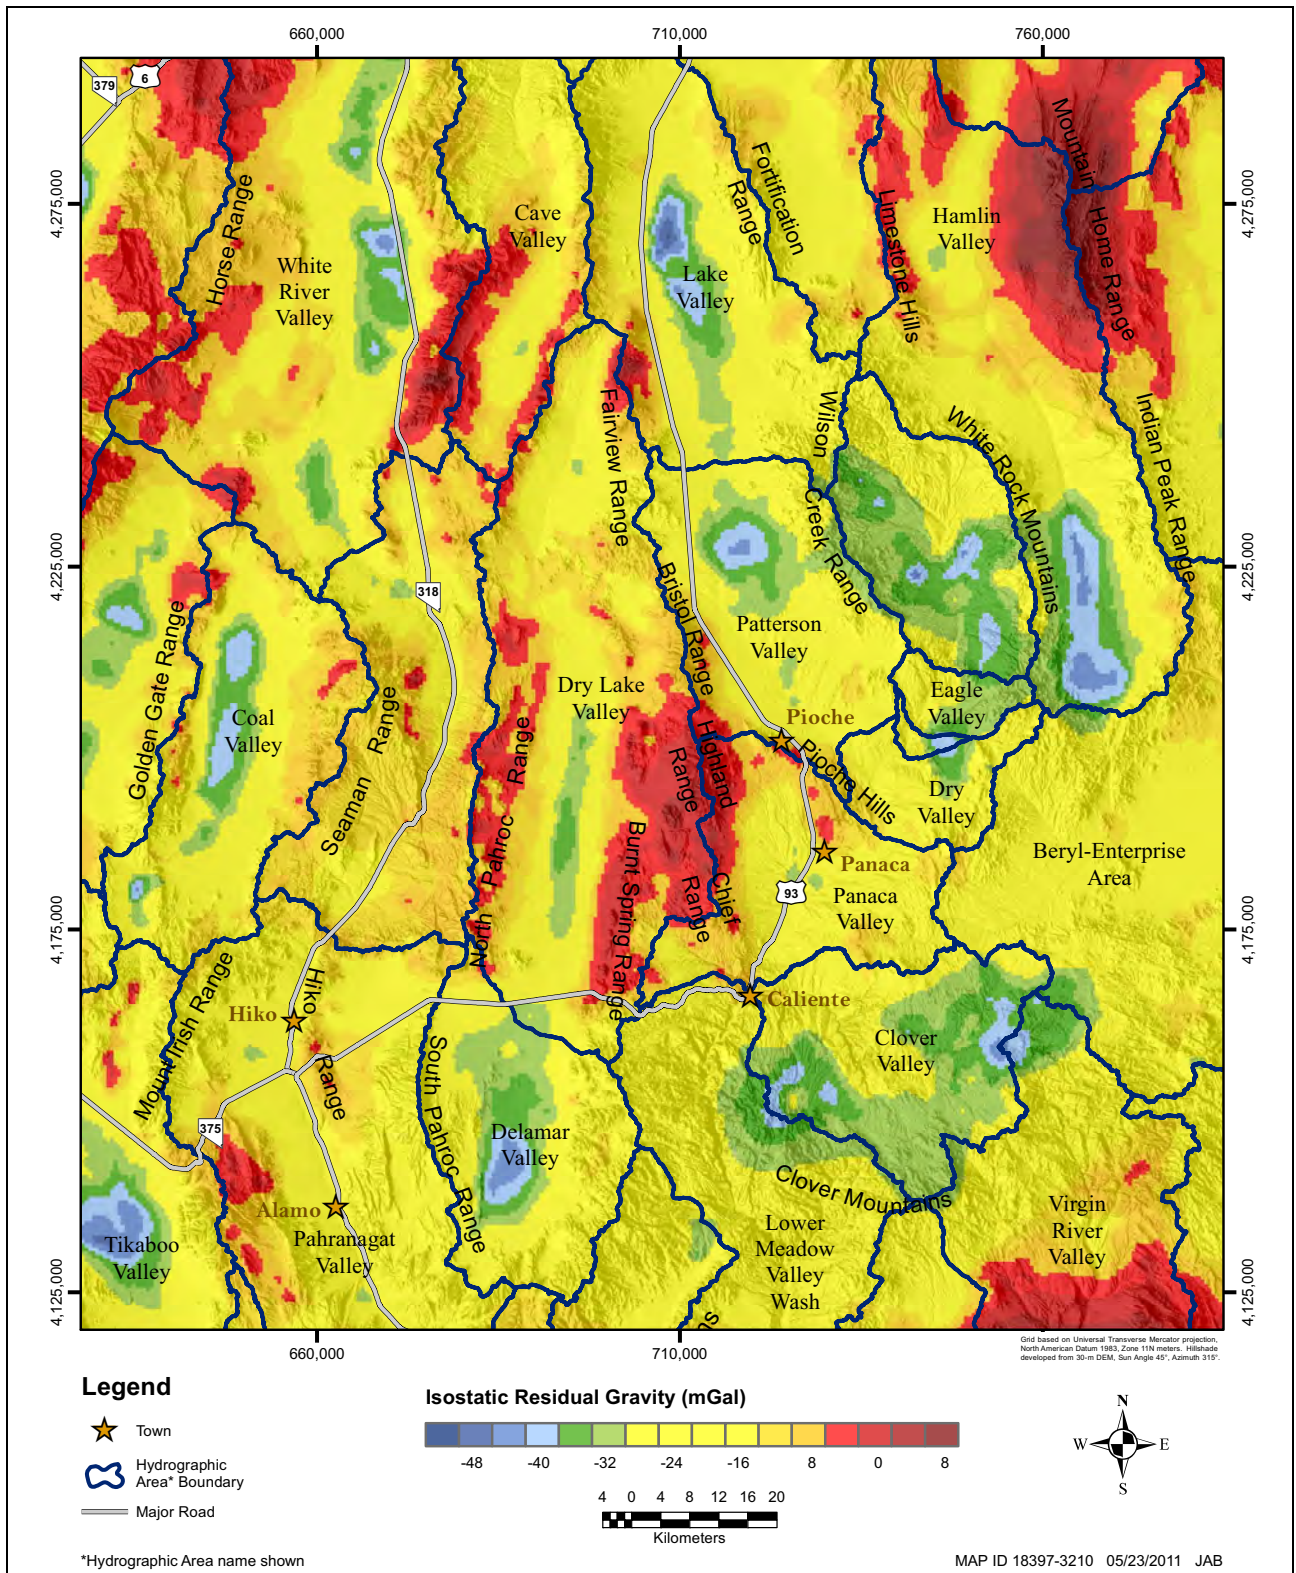 660,000
710,000
760,000
379
6
4,275,000
4,275,000
Mountain
Home Range
Fortification
Range
Horse Range
Cave
Valley
Limestone Hills
Hamlin
Valley
White
River
Valley
Lake
Valley
Fairview Range
Wilson
Creek Range
White Rock Mountains
Indian Peak Range
4,225,000
4,225,000
318
Bristol Range
Golden Gate Range
Patterson
Valley
Dry Lake
Valley
Eagle
Valley
Coal
Valley
Seaman
Range
North Pahroc
Range
Pioche
Highland
Range
Pioche Hills
Dry
Valley
Burnt Spring Range
Panaca
Beryl-Enterprise
Area
Chief
Range
93
Panaca
Valley
4,175,000
4,175,000
Mount Irish Range
Hiko
Range
Hiko
Caliente
South Pahroc Range
Clover
Valley
375
Delamar
Valley
Clover Mountains
Alamo
Pahranagat
Valley
Tikaboo
Valley
Lower
Meadow
Valley
Wash
Virgin
River
Valley
4,125,000
4,125,000
ns
660,000
710,000
Grid based on Universal Transverse Mercator projection,
North American Datum 1983, Zone 11N meters. Hillshade
developed from 30-m DEM, Sun Angle 45°, Azimuth 315°.
Legend
Town
Hydrographic
Area* Boundary
Major Road
Isostatic Residual Gravity (mGal)
-48 -40 -32 -24 -16 8 0 8
4 0 4 8 12 16 20
Kilometers
N
W E
S
*Hydrographic Area name shown
MAP ID 18397-3210 05/23/2011 JAB